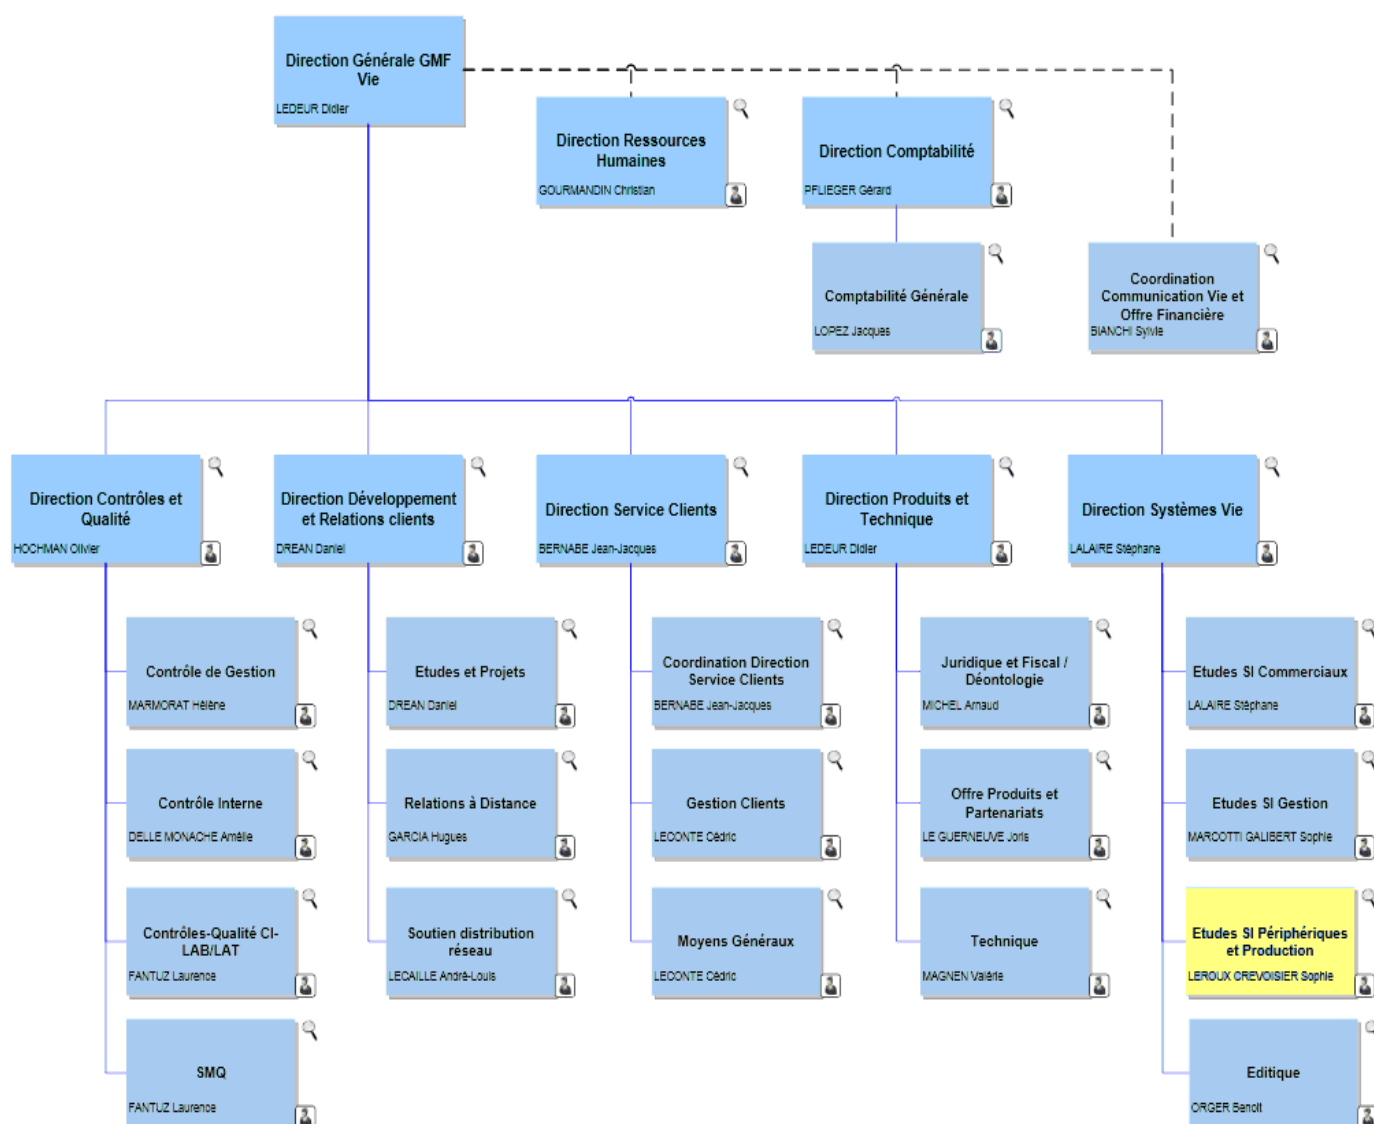 Direction Générale GMF
Vie
LEDEUR Didier
Direction Ressources
Humaines
GOURMANDIN Christian
Direction Comptabilité
PFLIEGER Gérard
Comptabilité Générale
LOPEZ Jacques
Coordination
Communication Vie et
Offre Financière
BIANCHI Sylvie
Direction Contrôles et
Qualité
HOCHMAN Olivier
Direction Développement
et Relations clients
DREAN Daniel
Direction Service Clients
BERNABE Jean-Jacques
Direction Produits et
Technique
LEDEUR Didier
Direction Systèmes Vie
LALAIRE Stéphane
Contrôle de Gestion
MARMORAT Hélène
Etudes et Projets
DREAN Daniel
Coordination Direction
Service Clients
BERNABE Jean-Jacques
Juridique et Fiscal /
Déontologie
MICHEL Arnaud
Etudes SI Commerciaux
LALAIRE Stéphane
Contrôle Interne
DELLE MONACHE Amélie
Relations à Distance
GARCIA Hugues
Gestion Clients
LECONTE Cédric
Offre Produits et
Partenariats
LE GUERNEUVE Joris
Etudes SI Gestion
MARCOTTI GALIBERT Sophie
Contrôles-Qualité CI-
LAB/LAT
FANTUZ Laurence
Soutien distribution
réseau
LECAILLE André-Louis
Moyens Généraux
LECONTE Cédric
Technique
MAGNEN Valérie
Etudes SI Périphériques
et Production
LEROUX CREVOISIER Sophie
SMQ
FANTUZ Laurence
Editique
ORGER Benoit